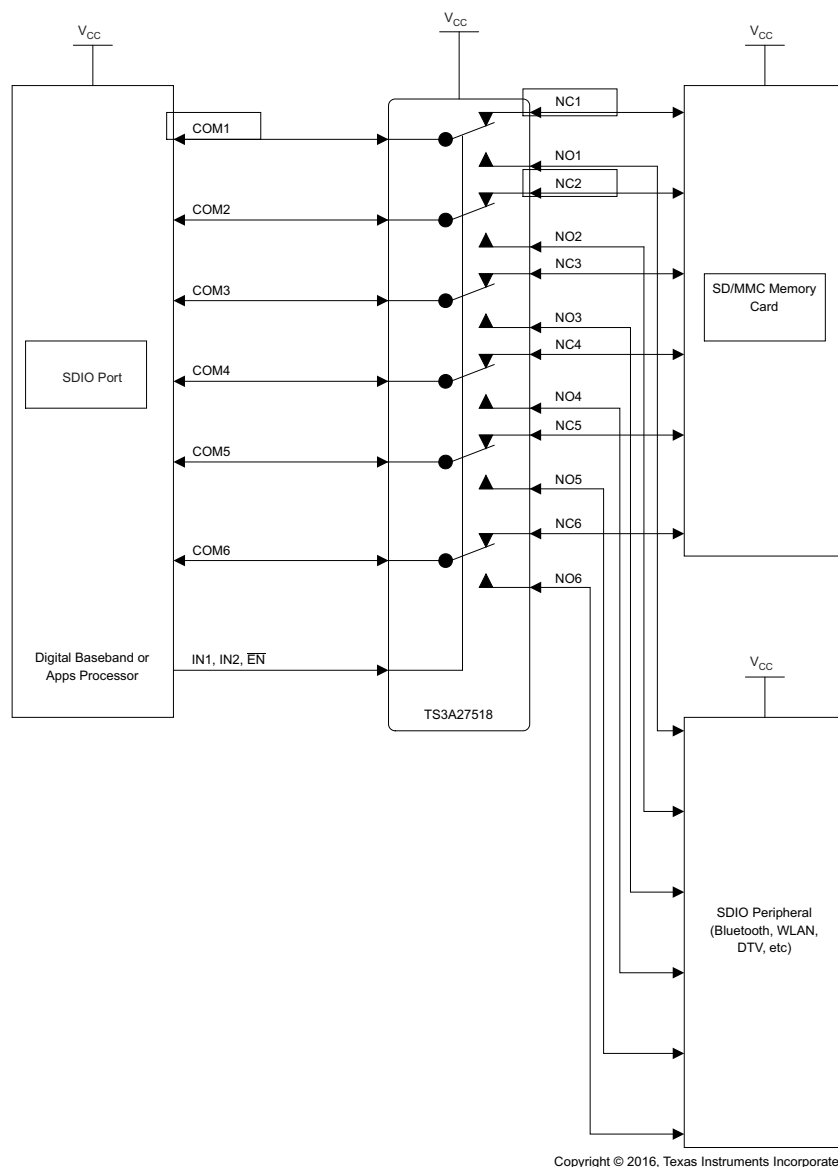 VCC
VCC
VCC
COM1
NC1
NO1
COM2
NC2
NO2
COM3
NC3
SD/MMC Memory
Card
NO3
SDIO Port
COM4
NC4
NO4
COM5
NC5
NO5
COM6
NC6
NO6
Digital Baseband or
Apps Processor
IN1, IN2, E̅N̅
VCC
TS3A27518
SDIO Peripheral
(Bluetooth, WLAN,
DTV, etc)
Copyright © 2016, Texas Instruments Incorporate